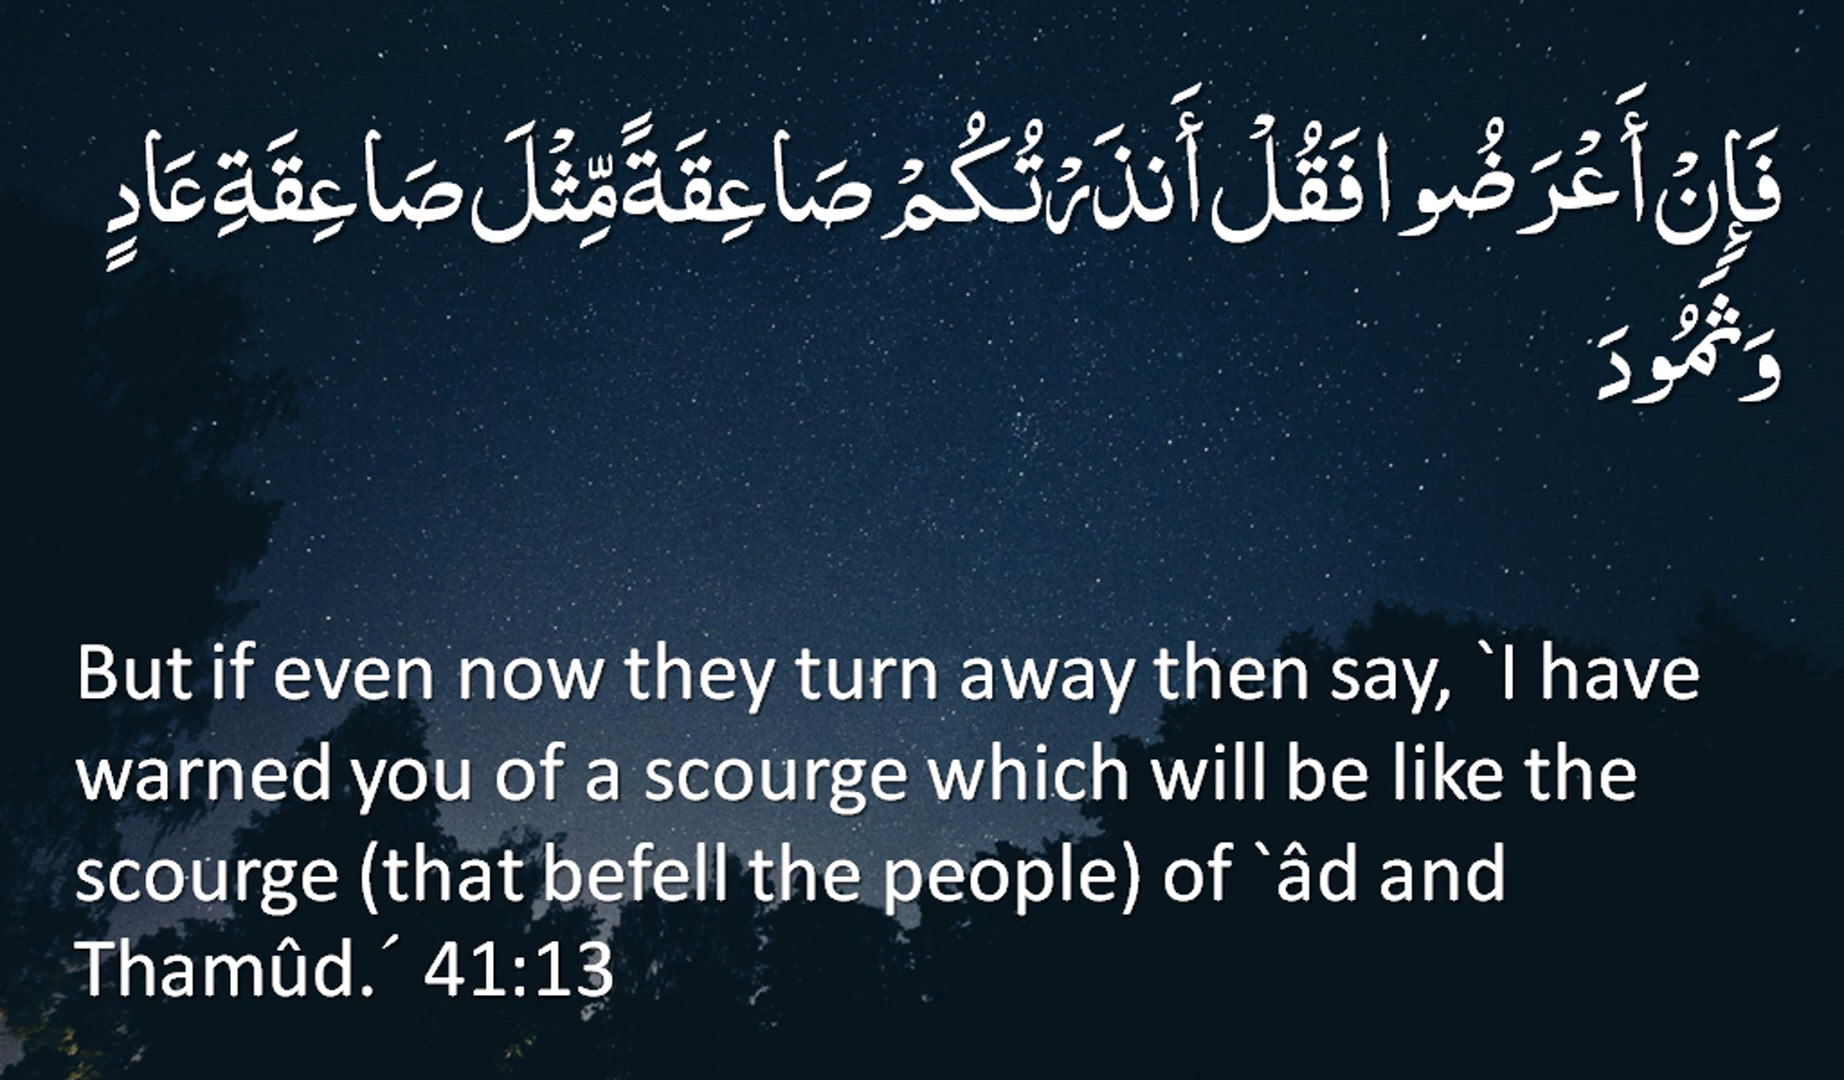 فَإِنْ أَعْرَضُوا فَقُلْ أَنذَرْتُكُمْ صَاعِقَةً مِّثْلَ صَاعِقَةِ عَادٍ
وَثَمُودَ
But if even now they turn away then say, `I have
warned you of a scourge which will be like the
scourge (that befell the people) of `âd and
Thamûd.´ 41:13